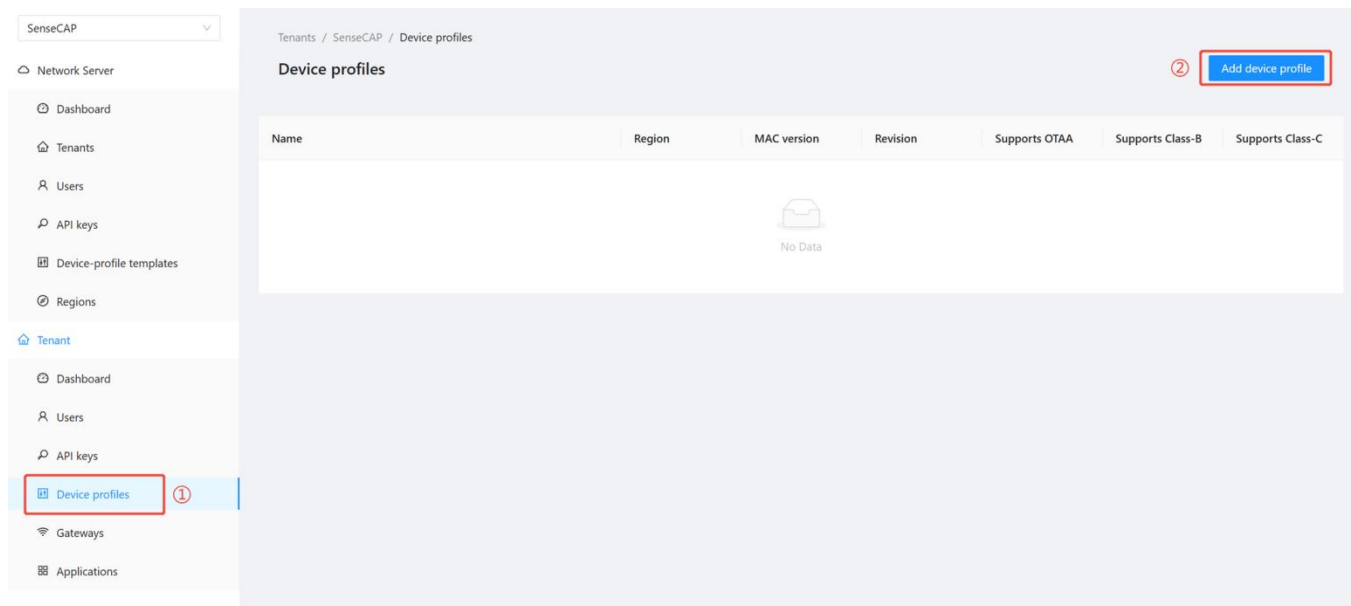 SenseCAP
Network Server
Dashboard
Tenants
Users
API keys
Device-profile templates
Regions
Tenant
Dashboard
Users
API keys
Device profiles ①
Gateways
Applications
Tenants / SenseCAP / Device profiles
Device profiles
② Add device profile
Name Region MAC version Revision Supports OTAA Supports Class-B Supports Class-C
No Data